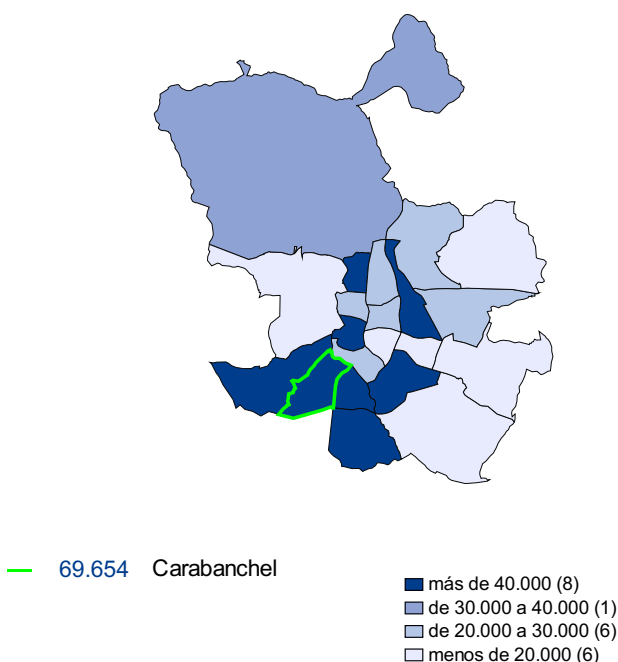 69.654 Carabanchel
más de 40.000 (8)
de 30.000 a 40.000 (1)
de 20.000 a 30.000 (6)
menos de 20.000 (6)